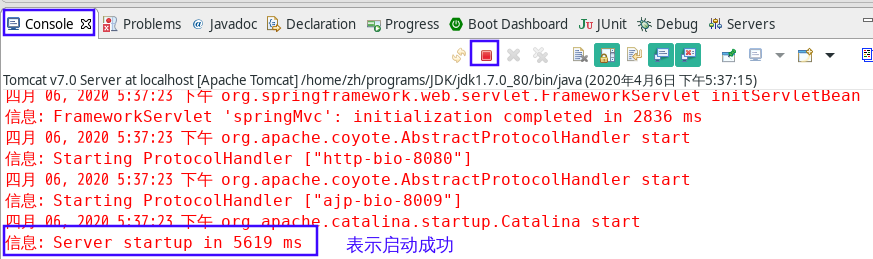 Console Problems Javadoc Declaration Progress Boot Dashboard JUnit Debug Servers
Tomcat v7.0 Server at localhost [Apache Tomcat] /home/zh/programs/JDK/jdk1.7.0_80/bin/java (2020年4月6日 下午5:37:15)
四月 06, 2020 5:37:23 下午 org.springframework.web.servlet.FrameworkServlet initServletBean
信息: FrameworkServlet 'springMvc': initialization completed in 2836 ms
四月 06, 2020 5:37:23 下午 org.apache.coyote.AbstractProtocolHandler start
信息: Starting ProtocolHandler ["http-bio-8080"]
四月 06, 2020 5:37:23 下午 org.apache.coyote.AbstractProtocolHandler start
信息: Starting ProtocolHandler ["ajp-bio-8009"]
四月 06, 2020 5:37:23 下午 org.apache.catalina.startup.Catalina start
信息: Server startup in 5619 ms 表示启动成功